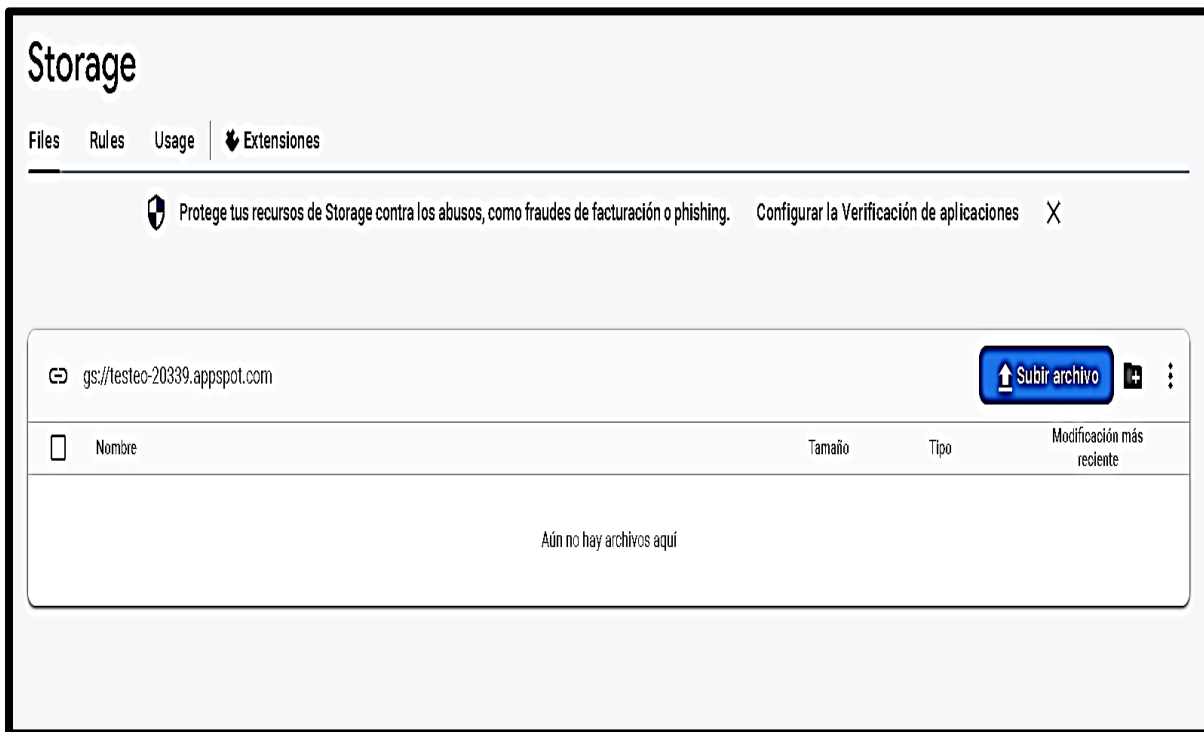 Storage
Files Rules Usage Extensiones
Protege tus recursos de Storage contra los abusos, como fraudes de facturación o phishing. Configurar la Verificación de aplicaciones
gs://testec-20339.appspot.com Subir archivo
Nombre Tamaño Tipo Modificación más reciente
Aún no hay archivos aquí